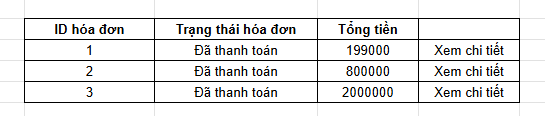 ID hóa đơn Trạng thái hóa đơn Tổng tiền
1 Đã thanh toán 199000 Xem chi tiết
2 Đã thanh toán 800000 Xem chi tiết
3 Đã thanh toán 2000000 Xem chi tiết